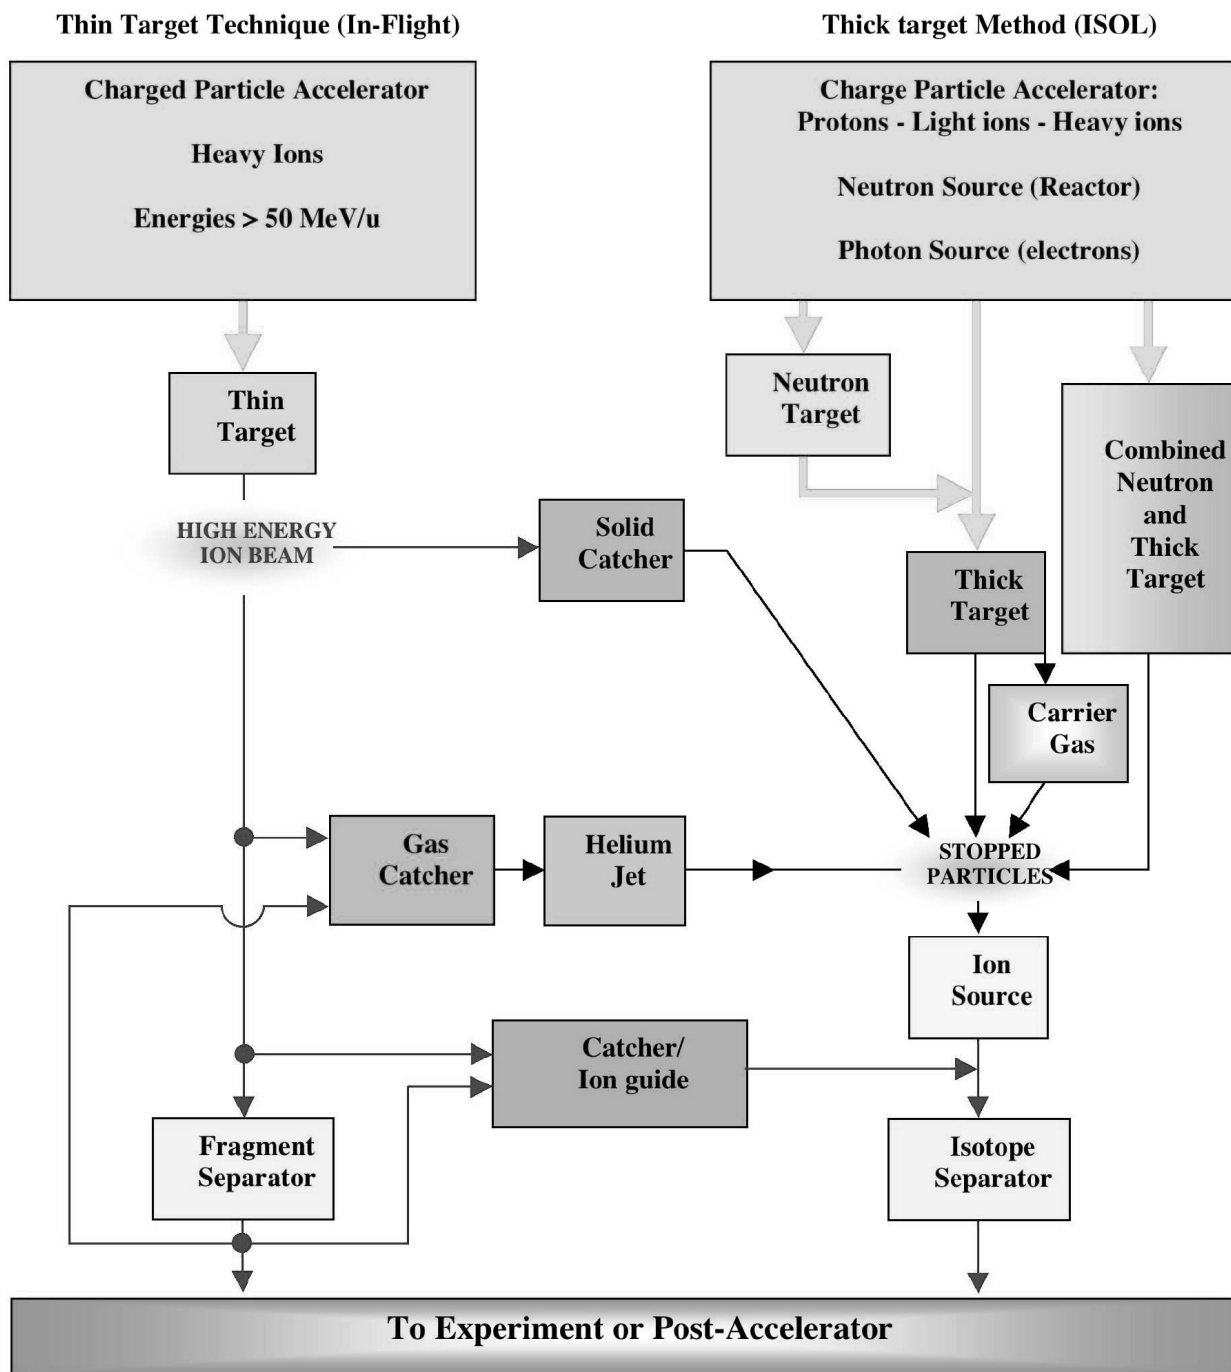 Thin Target Technique (In-Flight)
Thick target Method (ISOL)
Charged Particle Accelerator
Heavy Ions
Energies > 50 MeV/u
Charge Particle Accelerator:
Protons - Light ions - Heavy ions
Neutron Source (Reactor)
Photon Source (electrons)
Thin
Target
Neutron
Target
Combined
Neutron
and
Thick
Target
HIGH ENERGY
ION BEAM
Solid
Catcher
Thick
Target
Carrier
Gas
Gas
Catcher
Helium
Jet
STOPPED
PARTICLES
Ion
Source
Catcher/
Ion guide
Fragment
Separator
Isotope
Separator
To Experiment or Post-Accelerator